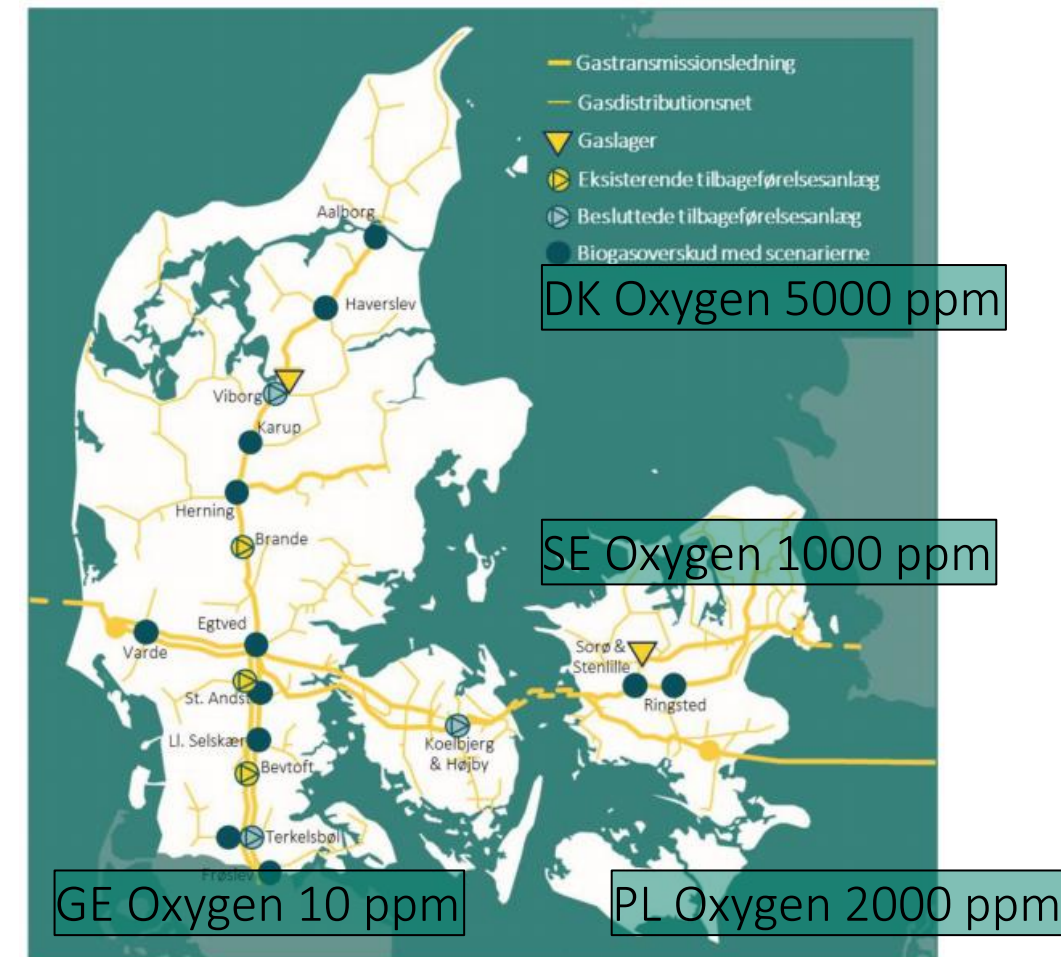 Gastransmissionsledning
Gasdistributionsnet
Gaslager
Eksisterende tilbageførelsesanlæg
Besluttede tilbageførelsesanlæg
Biogasoverskud med scenarierne
DK Oxygen 5000 ppm
Aalborg
Haverslev
Viborg
Karup
Herning
Brande
SE Oxygen 1000 ppm
Egtved
Varde
Sorø &
Stenlille
St. Andst
Ringsted
Ll. Selskær
Koelbjerg
& Højby
Bevtoft
Terkelsbøl
Frøslev
GE Oxygen 10 ppm
PL Oxygen 2000 ppm